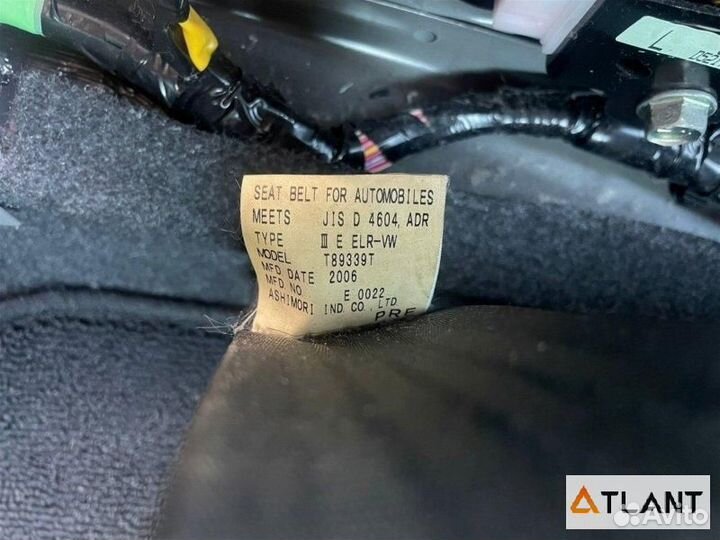 L
SEAT BELT FOR AUTOMOBILES
MEETS JIS D 4604, ADR
TYPE Ⅲ E ELR-VW
MODEL T89339T
MFD DATE 2006
MFD NO E 0022
ASHIMORI IND. CO., LTD
PRE
ATLANT
Avito